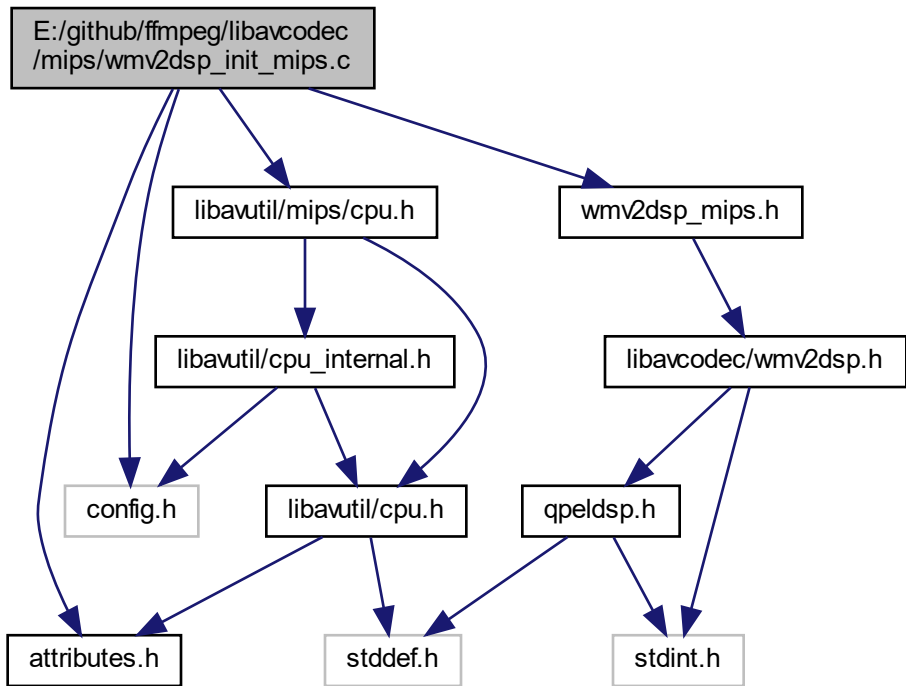 E:/github/ffmpeg/libavcodec
/mips/wmv2dsp_init_mips.c
libavutil/mips/cpu.h
wmv2dsp_mips.h
libavutil/cpu_internal.h
libavcodec/wmv2dsp.h
config.h
libavutil/cpu.h
qpeldsp.h
attributes.h
stddef.h
stdint.h